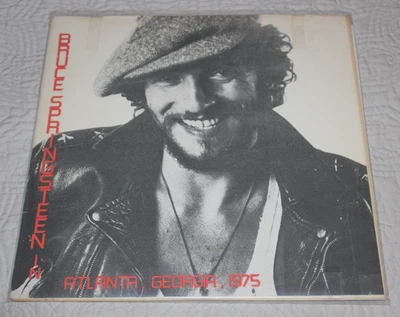 BRUCE SPRINGSTEEN IN
ATLANTA, GEORGIA, 1975